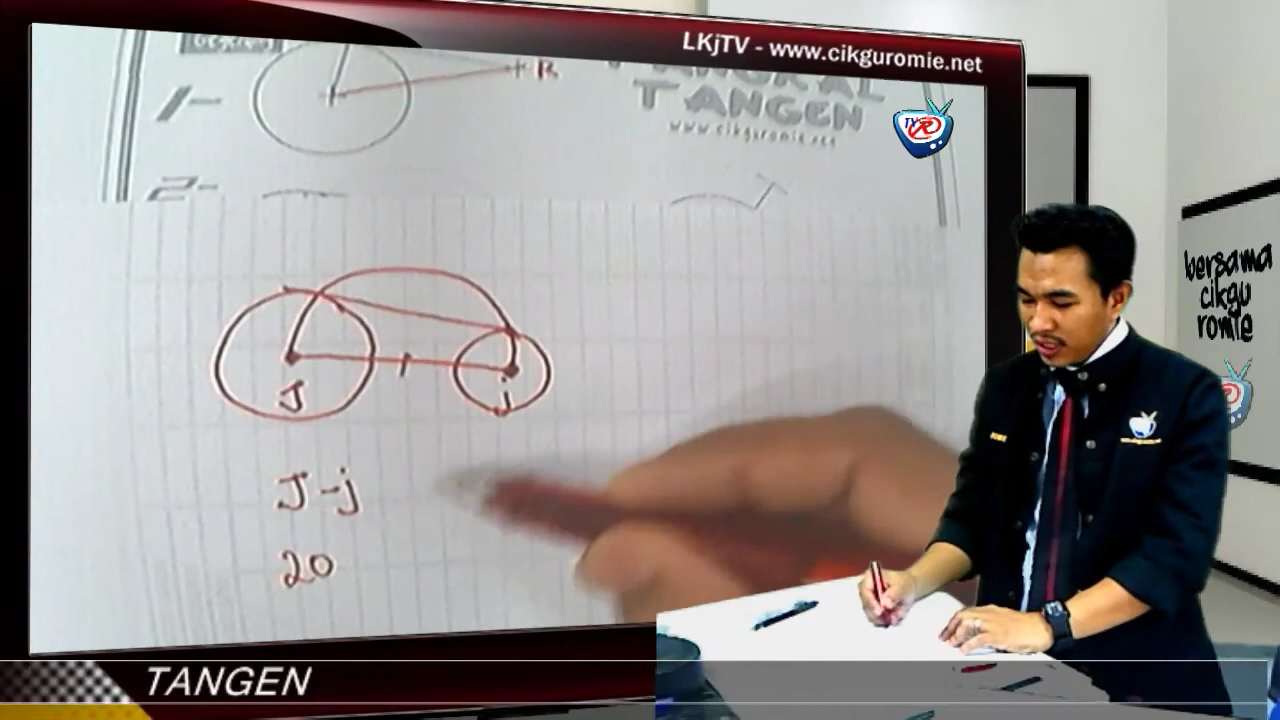 LKjTV - www.cikguromie.net
R
TANGEN
www.cikguromie.net
1-
2-
J
j
J-j
20
bersama
cikgu
romie
TANGEN